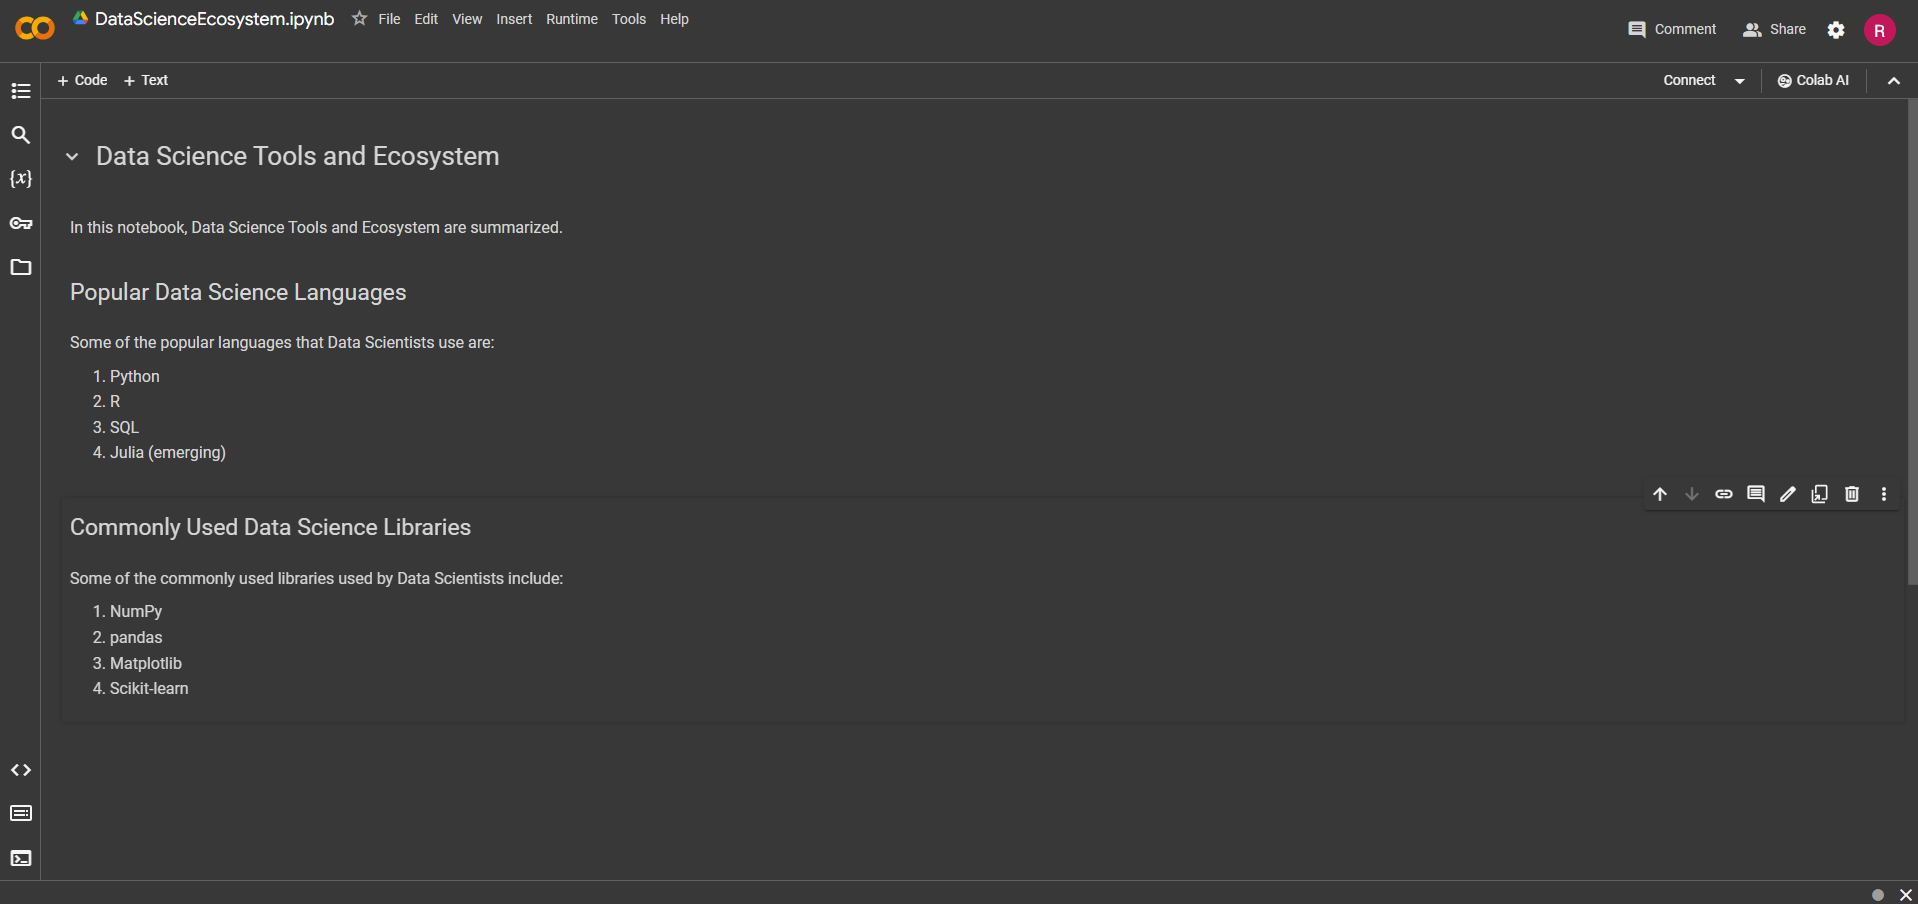 DataScienceEcosystem.ipynb File Edit View Insert Runtime Tools Help
Comment Share R
+ Code + Text Connect Colab AI
{x}
Data Science Tools and Ecosystem
In this notebook, Data Science Tools and Ecosystem are summarized.
Popular Data Science Languages
Some of the popular languages that Data Scientists use are:
1. Python
2. R
3. SQL
4. Julia (emerging)
Commonly Used Data Science Libraries
Some of the commonly used libraries used by Data Scientists include:
1. NumPy
2. pandas
3. Matplotlib
4. Scikit-learn